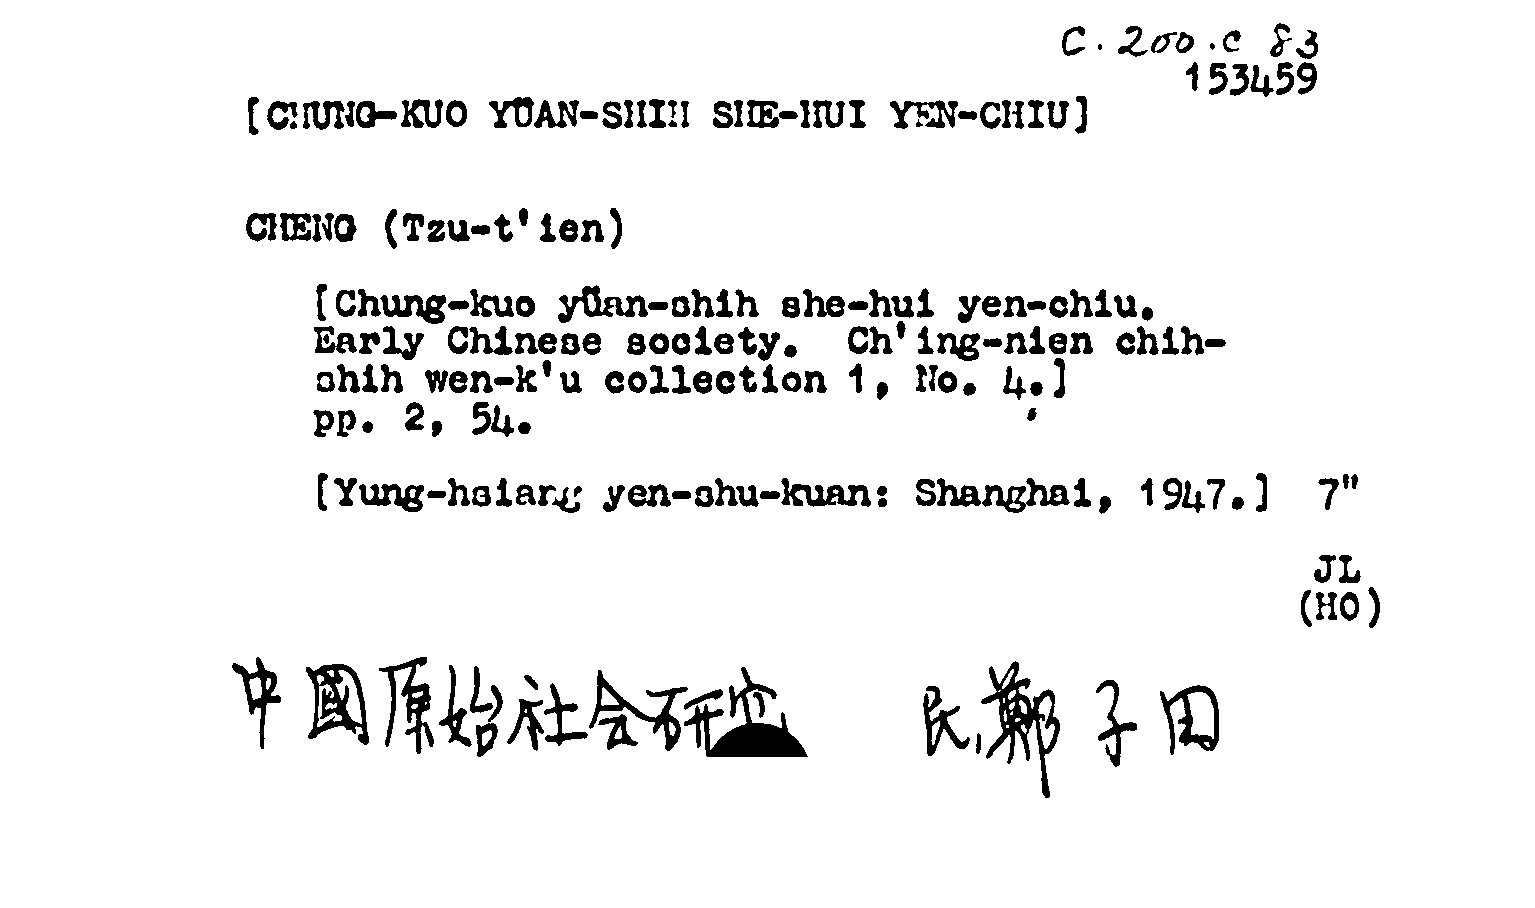 C. 200. c 83
153459
[CHUNG-KUO YÜAN-SHIH SHE-HUI YEN-CHIU]
CHENG (Tzu-t'ien)
[Chung-kuo yüan-shih she-hui yen-chiu.
Early Chinese society. Ch'ing-nien chih-
shih wen-k'u collection 1, No. 4.]
pp. 2, 54.
[Yung-hsiang yen-shu-kuan: Shanghai, 1947.] 7"
JL
(HO)
中國原始社会研究 民, 鄭子田